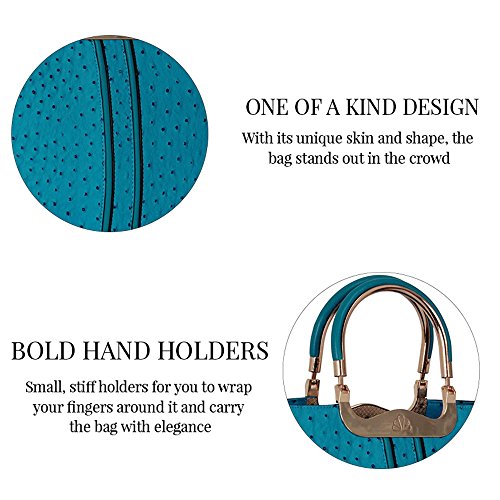 ONE OF A KIND DESIGN
With its unique skin and shape, the
bag stands out in the crowd
BOLD HAND HOLDERS
Small, stiff holders for you to wrap
your fingers around it and carry
the bag with elegance